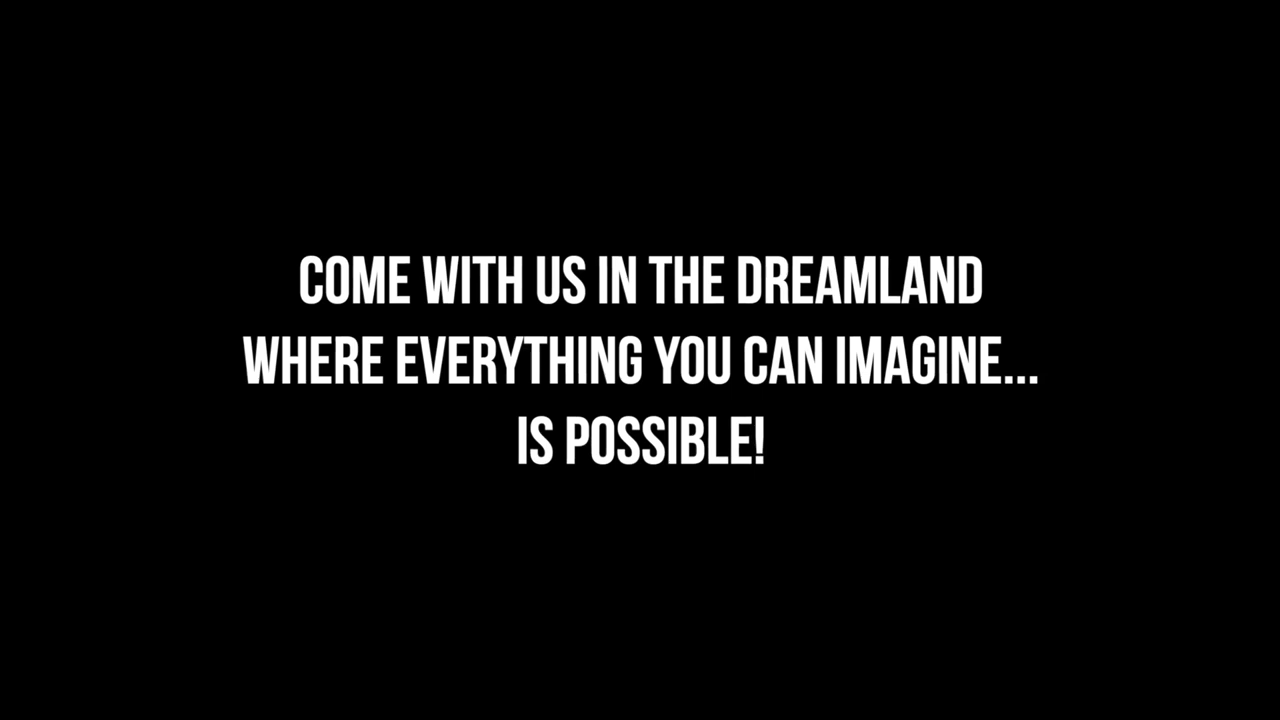 COME WITH US IN THE DREAMLAND
WHERE EVERYTHING YOU CAN IMAGINE...
IS POSSIBLE!